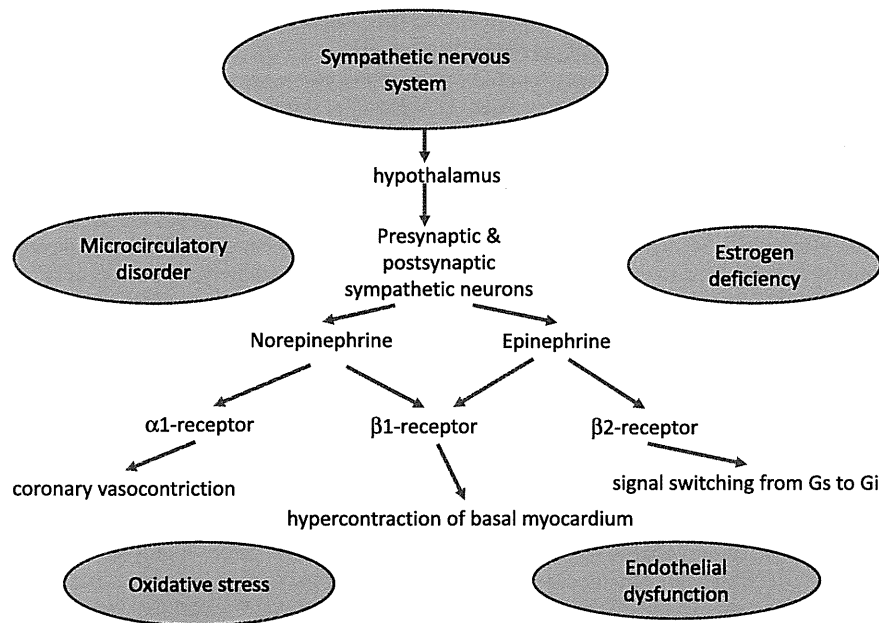 Sympathetic nervous
system
hypothalamus
Microcirculatory
disorder
Presynaptic &
postsynaptic
sympathetic neurons
Estrogen
deficiency
Norepinephrine
Epinephrine
α1-receptor
β1-receptor
β2-receptor
coronary vasocontriction
signal switching from Gs to Gi
hypercontraction of basal myocardium
Oxidative stress
Endothelial
dysfunction